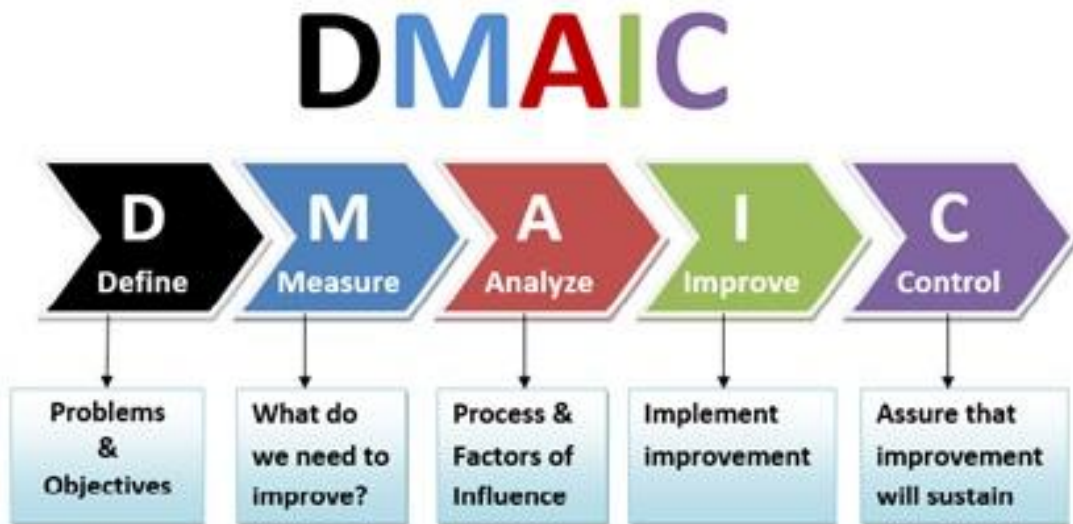 DMAIC
D
Define
M
Measure
A
Analyze
I
Improve
C
Control
Problems
&
Objectives
What do
we need to
improve?
Process &
Factors of
Influence
Implement
improvement
Assure that
improvement
will sustain